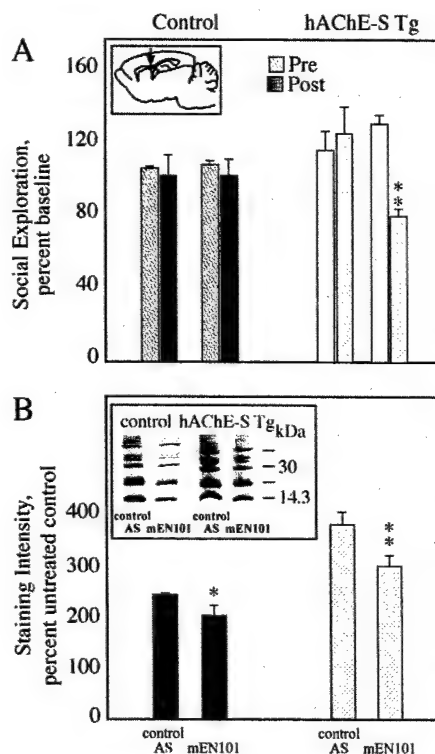 Control hAChE-S Tg
A
Social Exploration,
percent baseline
160
120
80
40
0
Pre
Post
**
B
Staining Intensity,
percent untreated control
400
300
200
100
0
control hAChE-S Tg kDa
30
14.3
control AS mEN101 control AS mEN101
*
**
control AS mEN101 control AS mEN101